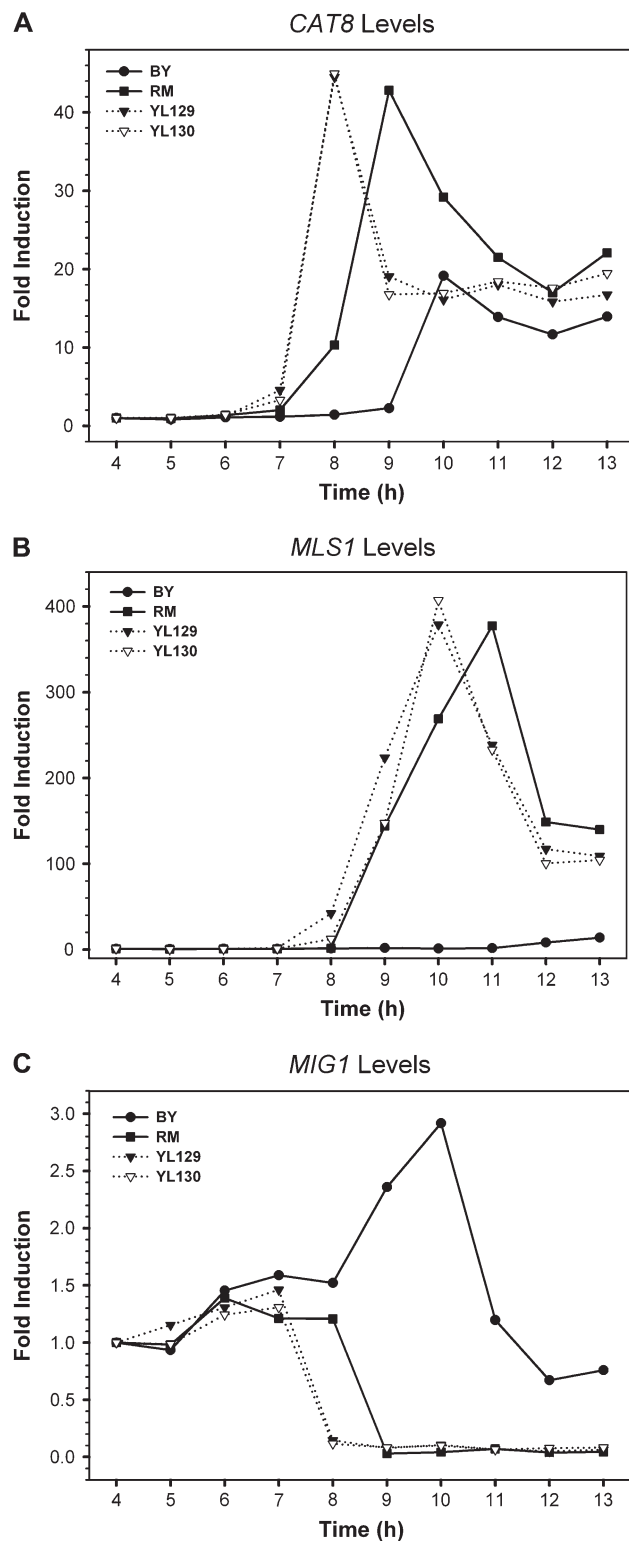 A
CAT8 Levels
BY
RM
YL129
YL130
Fold Induction
40
30
20
10
0
4 5 6 7 8 9 10 11 12 13
Time (h)
B
MLS1 Levels
BY
RM
YL129
YL130
Fold Induction
400
300
200
100
0
4 5 6 7 8 9 10 11 12 13
Time (h)
C
MIG1 Levels
BY
RM
YL129
YL130
Fold Induction
3.0
2.5
2.0
1.5
1.0
0.5
0.0
4 5 6 7 8 9 10 11 12 13
Time (h)